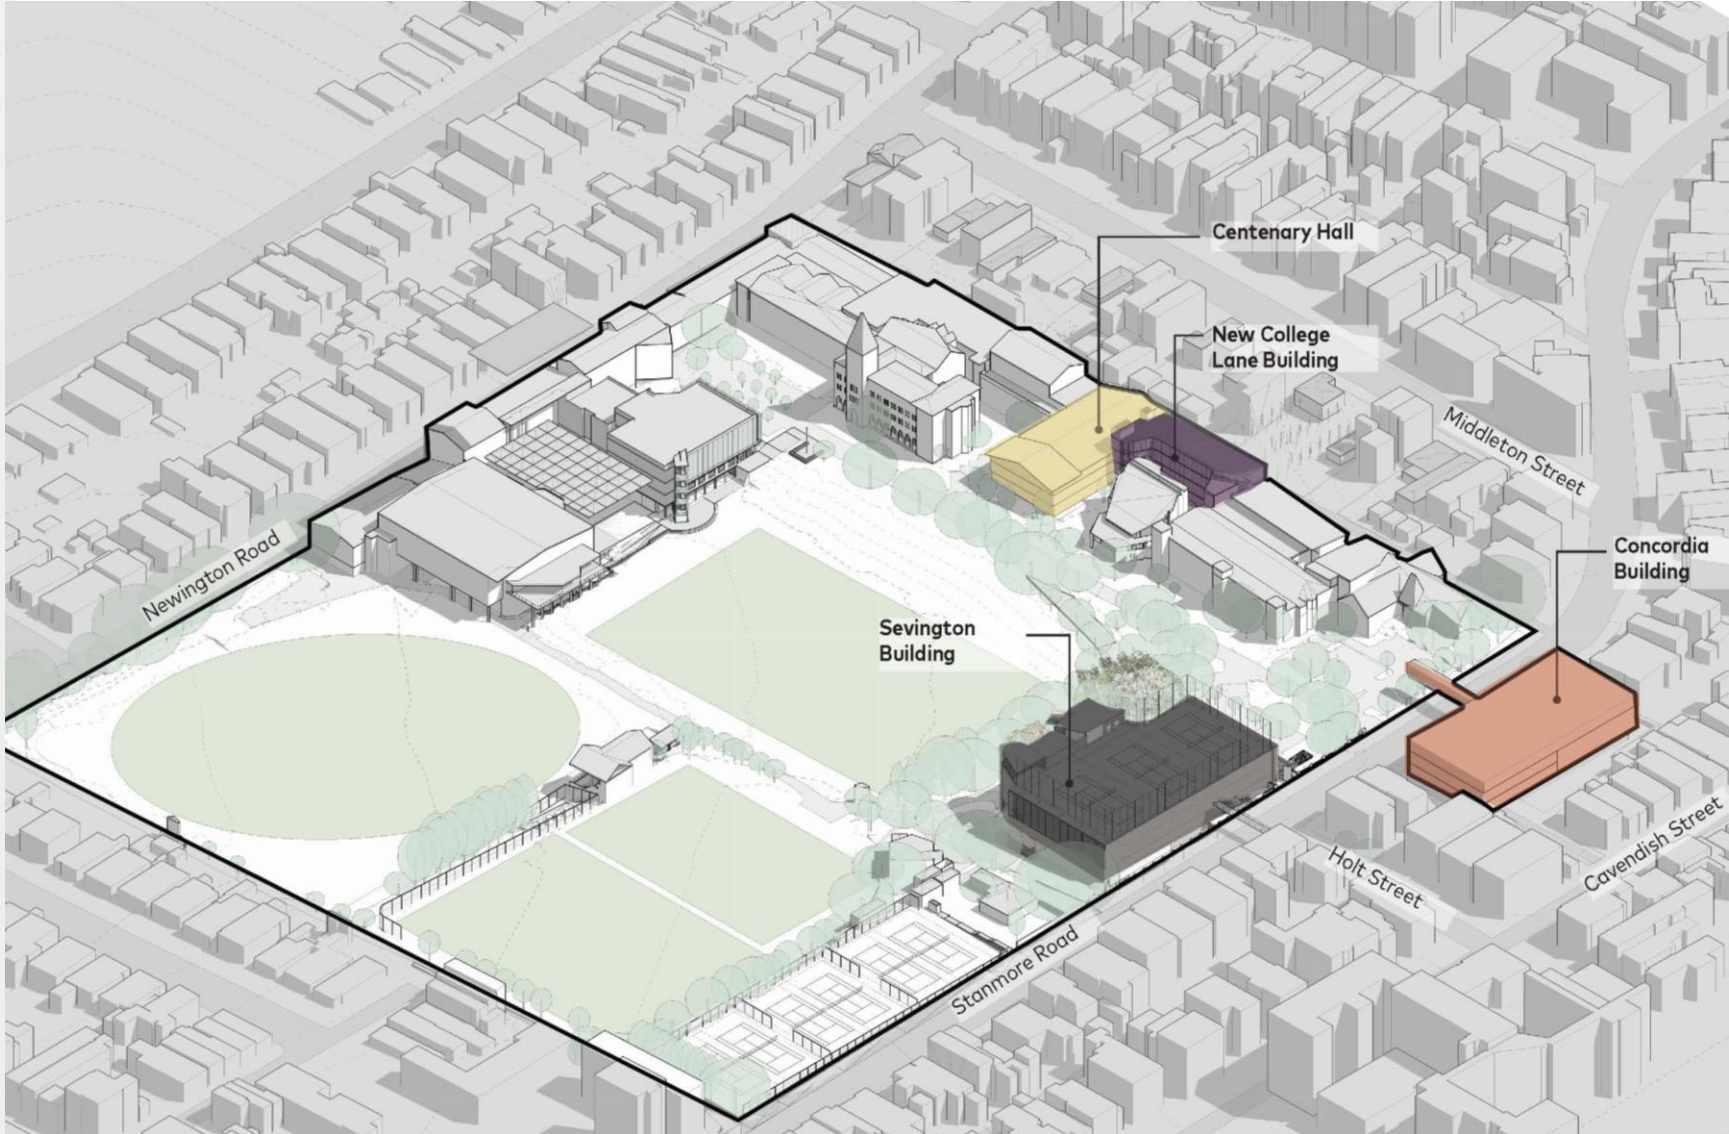 Centenary Hall
New College
Lane Building
Middleton Street
Concordia
Building
Newington Road
Sevington
Building
Holt Street
Cavendish Street
Stanmore Road